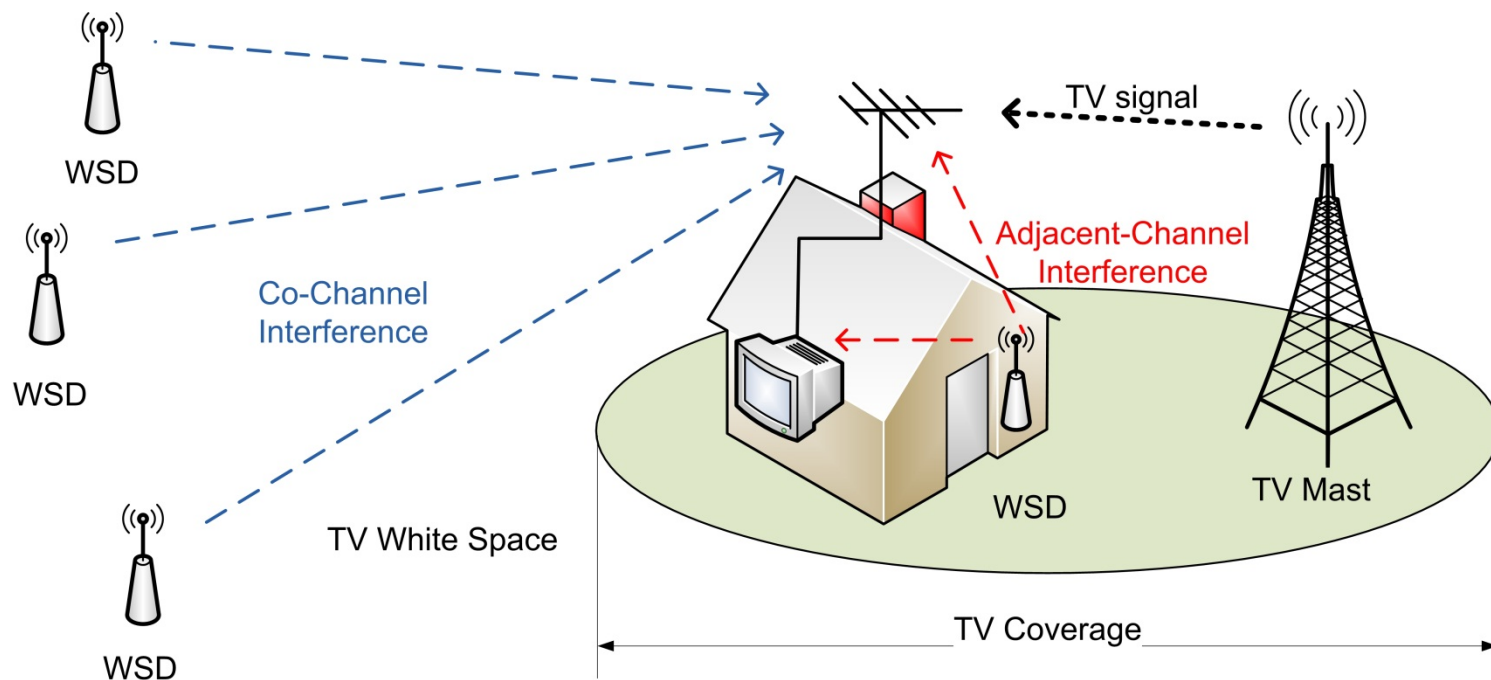 WSD
TV signal
WSD
Adjacent-Channel
Interference
Co-Channel
Interference
WSD
TV Mast
WSD
TV White Space
TV Coverage
WSD